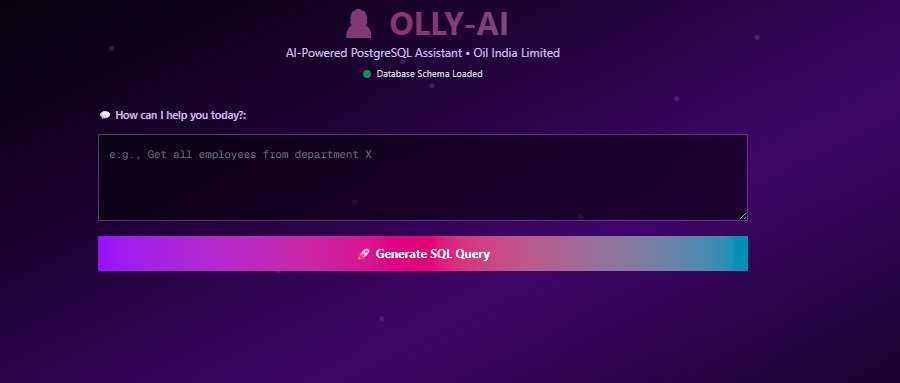 OLLY-AI
AI-Powered PostgreSQL Assistant • Oil India Limited
Database Schema Loaded
How can I help you today?:
e.g., Get all employees from department X
Generate SQL Query